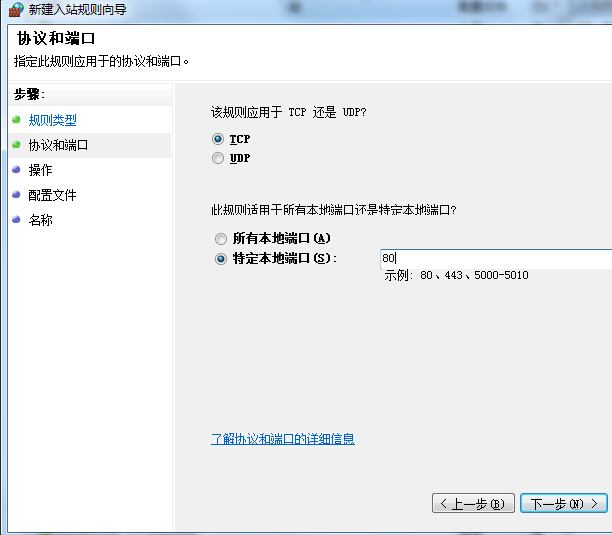 新建入站规则向导
协议和端口
指定此规则应用于的协议和端口。
步骤:
规则类型
协议和端口
操作
配置文件
名称
该规则应用于 TCP 还是 UDP?
TCP
UDP
此规则适用于所有本地端口还是特定本地端口?
所有本地端口(A)
特定本地端口(S):
80
示例: 80、443、5000-5010
了解协议和端口的详细信息
< 上一步(B)
下一步(N) >